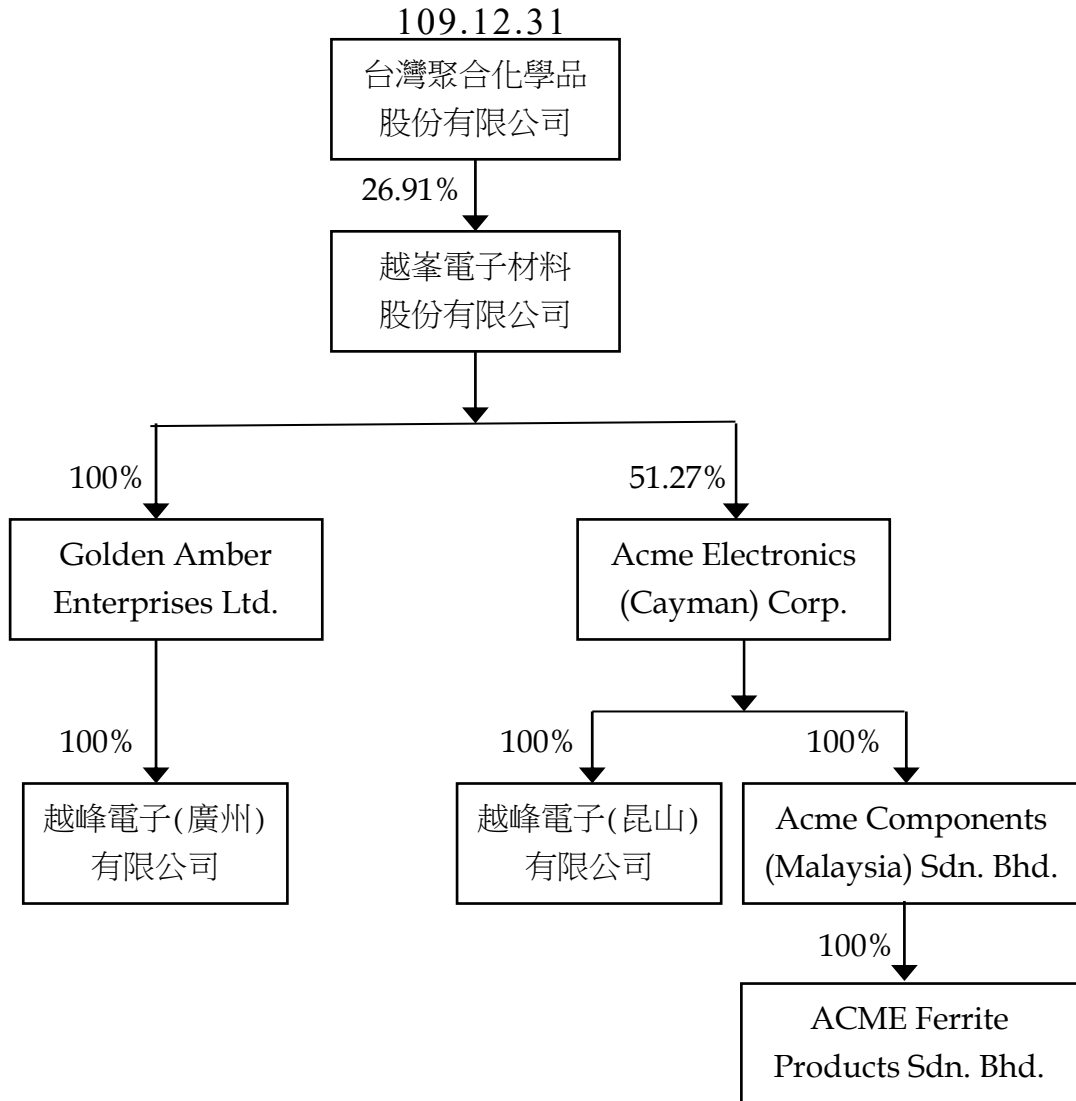 109.12.31
台灣聚合化學品
股份有限公司
26.91%
越峯電子材料
股份有限公司
100%
51.27%
Golden Amber
Enterprises Ltd.
Acme Electronics
(Cayman) Corp.
100%
100%
100%
越峰電子(廣州)
有限公司
越峰電子(昆山)
有限公司
Acme Components
(Malaysia) Sdn. Bhd.
100%
ACME Ferrite
Products Sdn. Bhd.